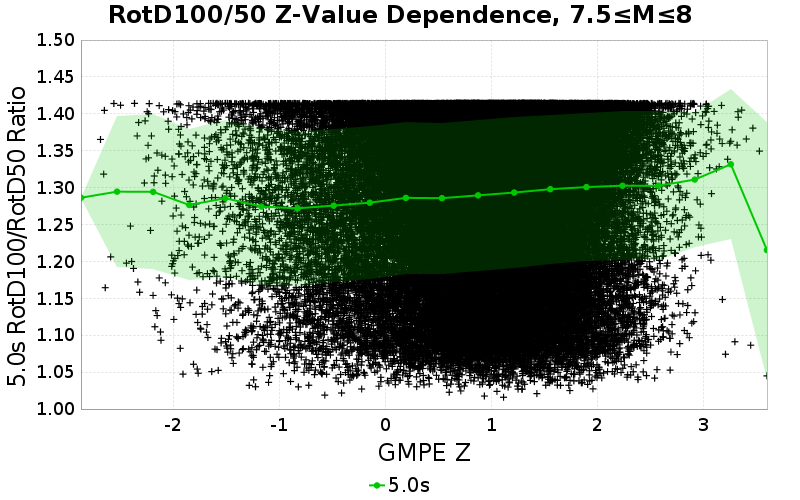 RotD100/50 Z-Value Dependence, 7.5≤M≤8
5.0s RotD100/RotD50 Ratio
1.50
1.45
1.40
1.35
1.30
1.25
1.20
1.15
1.10
1.05
1.00
-2 -1 0 1 2 3
GMPE Z
5.0s